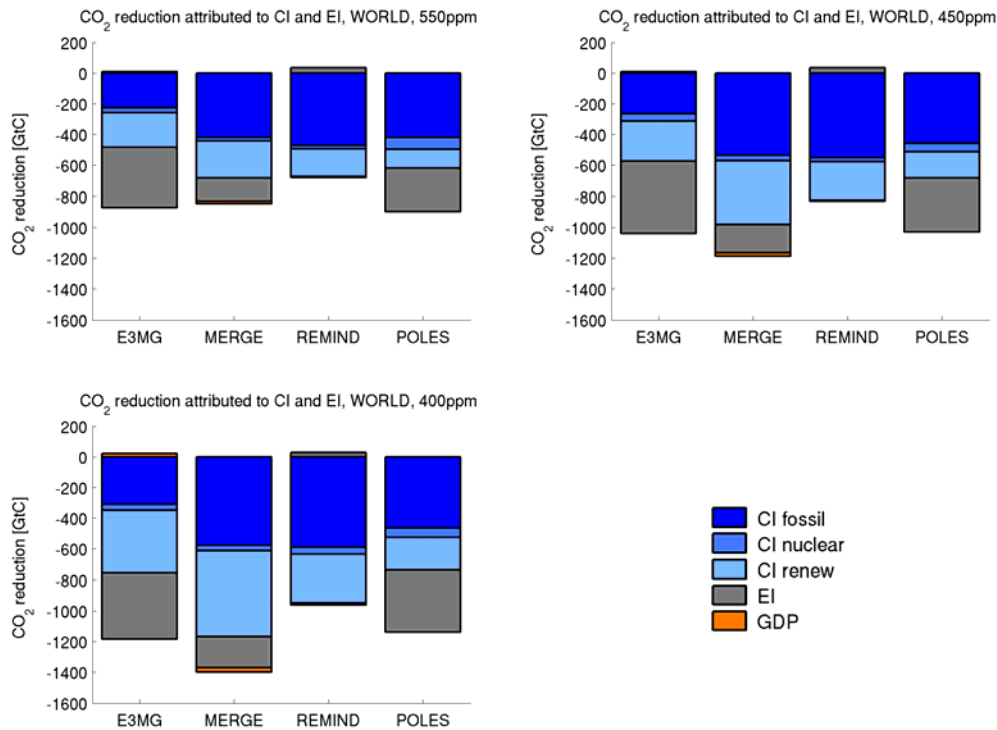 CO2 reduction attributed to CI and EI, WORLD, 550ppm
200
0
-200
-400
-600
-800
-1000
-1200
-1400
-1600
CO2 reduction [GtC]
E3MG MERGE REMIND POLES
CO2 reduction attributed to CI and EI, WORLD, 450ppm
200
0
-200
-400
-600
-800
-1000
-1200
-1400
-1600
CO2 reduction [GtC]
E3MG MERGE REMIND POLES
CO2 reduction attributed to CI and EI, WORLD, 400ppm
200
0
-200
-400
-600
-800
-1000
-1200
-1400
-1600
CO2 reduction [GtC]
E3MG MERGE REMIND POLES
CI fossil
CI nuclear
CI renew
EI
GDP